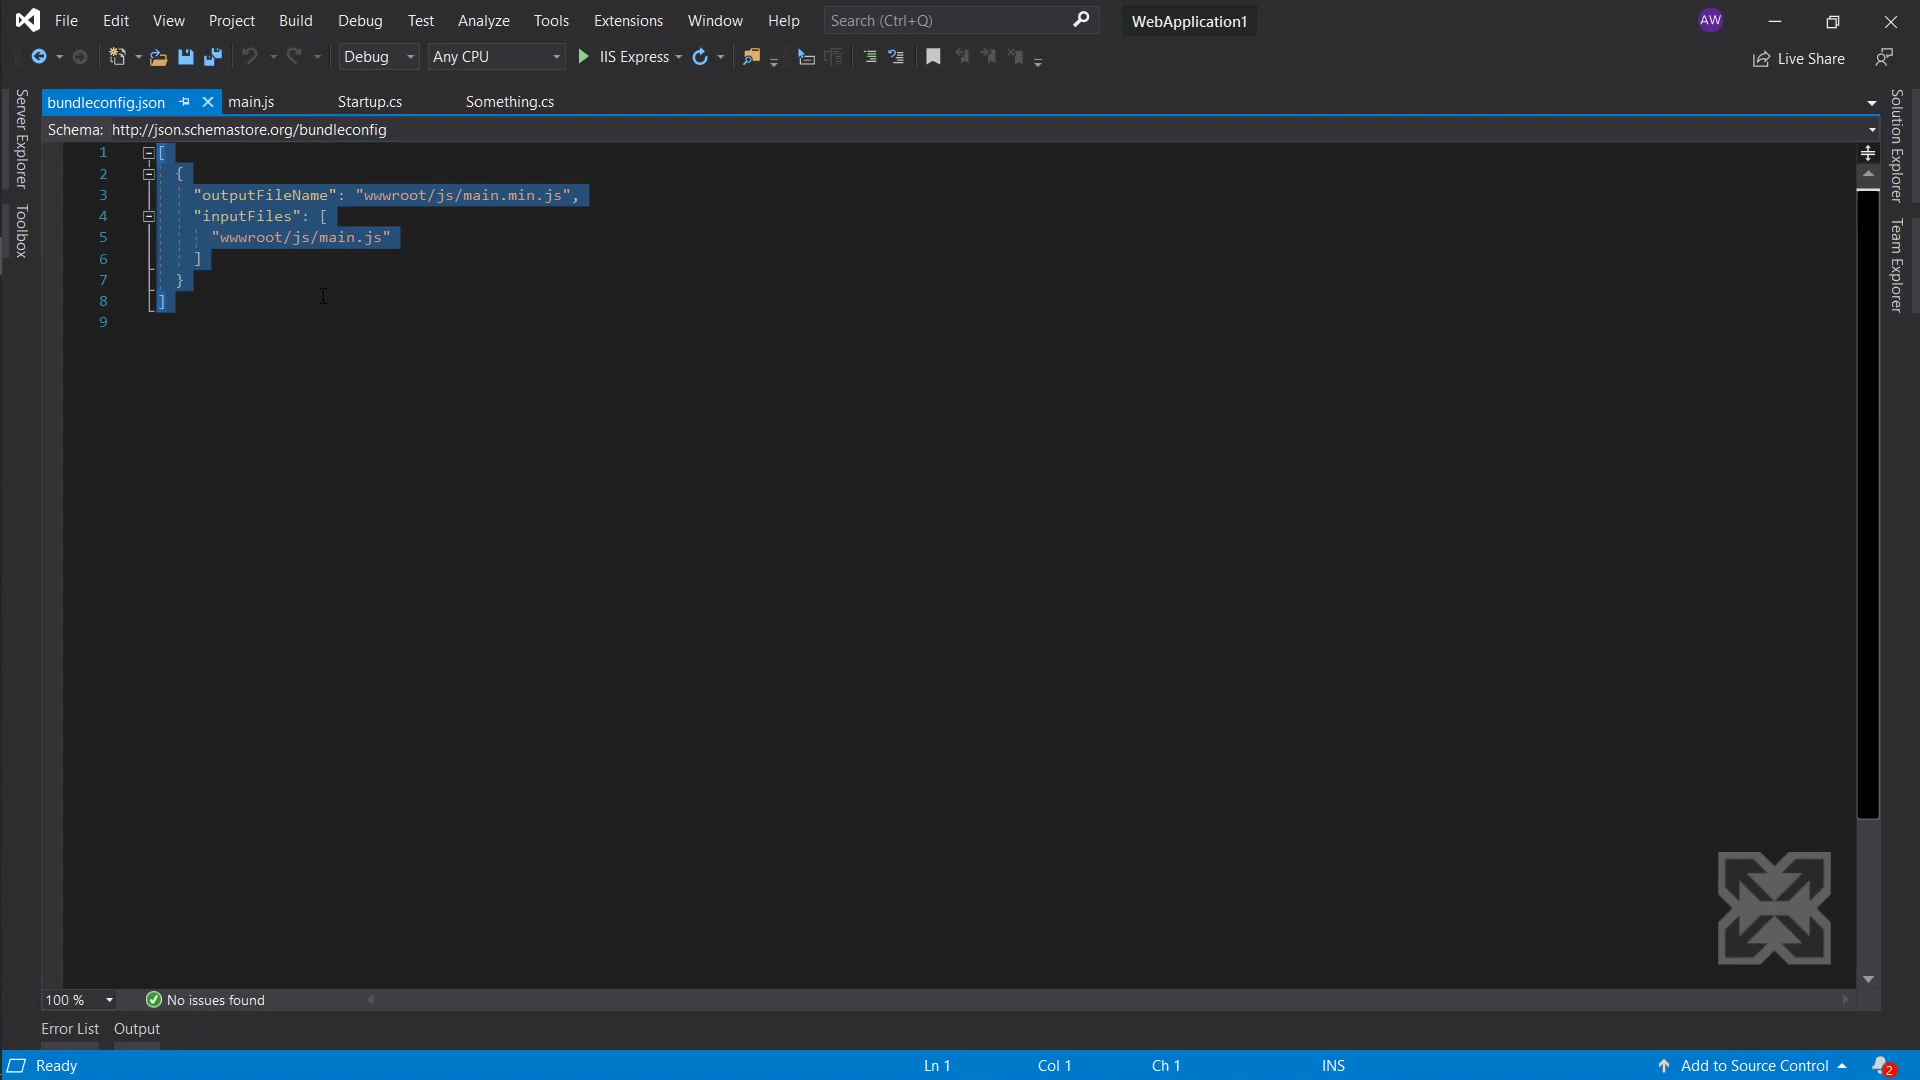 File Edit View Project Build Debug Test Analyze Tools Extensions Window Help Search (Ctrl+Q) WebApplication1 AW
Debug Any CPU IIS Express Live Share
Server Explorer
Toolbox
bundleconfig.json main.js Startup.cs Something.cs
Schema: http://json.schemastore.org/bundleconfig
1 [
2 {
3 "outputFileName": "wwwroot/js/main.min.js",
4 "inputFiles": [
5 "wwwroot/js/main.js"
6 ]
7 }
8 ]
9
Solution Explorer
Team Explorer
100 % No issues found
Error List Output
Ready Ln 1 Col 1 Ch 1 INS Add to Source Control 2